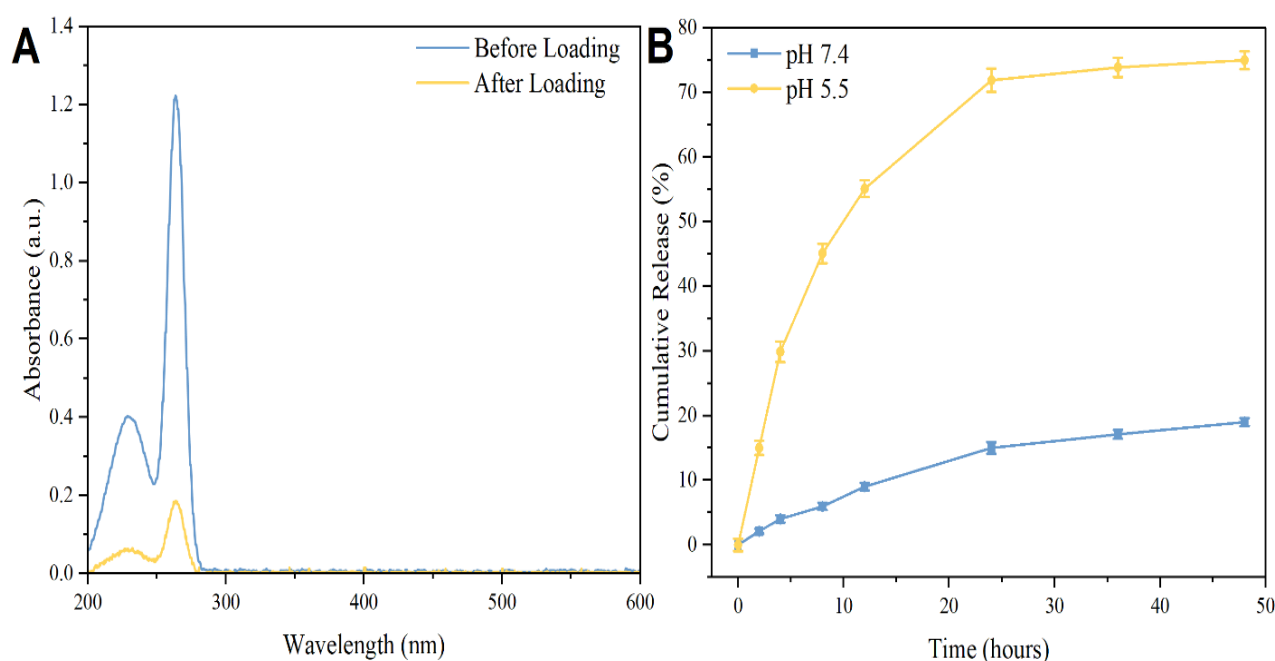 A
Before Loading
After Loading
1.4
1.2
1.0
0.8
0.6
0.4
0.2
0.0
Absorbance (a.u.)
200
300
400
500
600
Wavelength (nm)
B
pH 7.4
pH 5.5
80
70
60
50
40
30
20
10
0
Cumulative Release (%)
0
10
20
30
40
50
Time (hours)